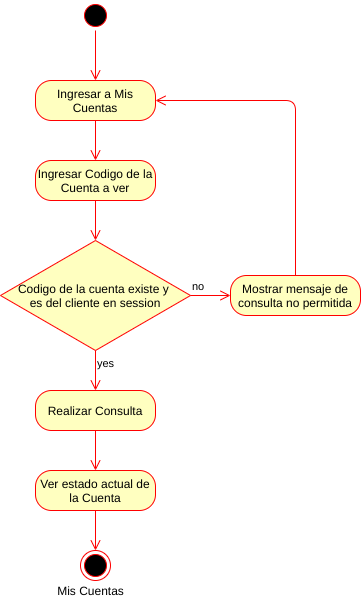 Ingresar a Mis
Cuentas
Ingresar Codigo de la
Cuenta a ver
Codigo de la cuenta existe y
es del cliente en session
no
Mostrar mensaje de
consulta no permitida
yes
Realizar Consulta
Ver estado actual de
la Cuenta
Mis Cuentas